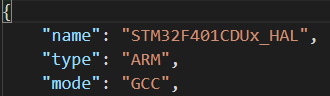 {
"name": "STM32F401CDUx_HAL",
"type": "ARM",
"mode": "GCC",